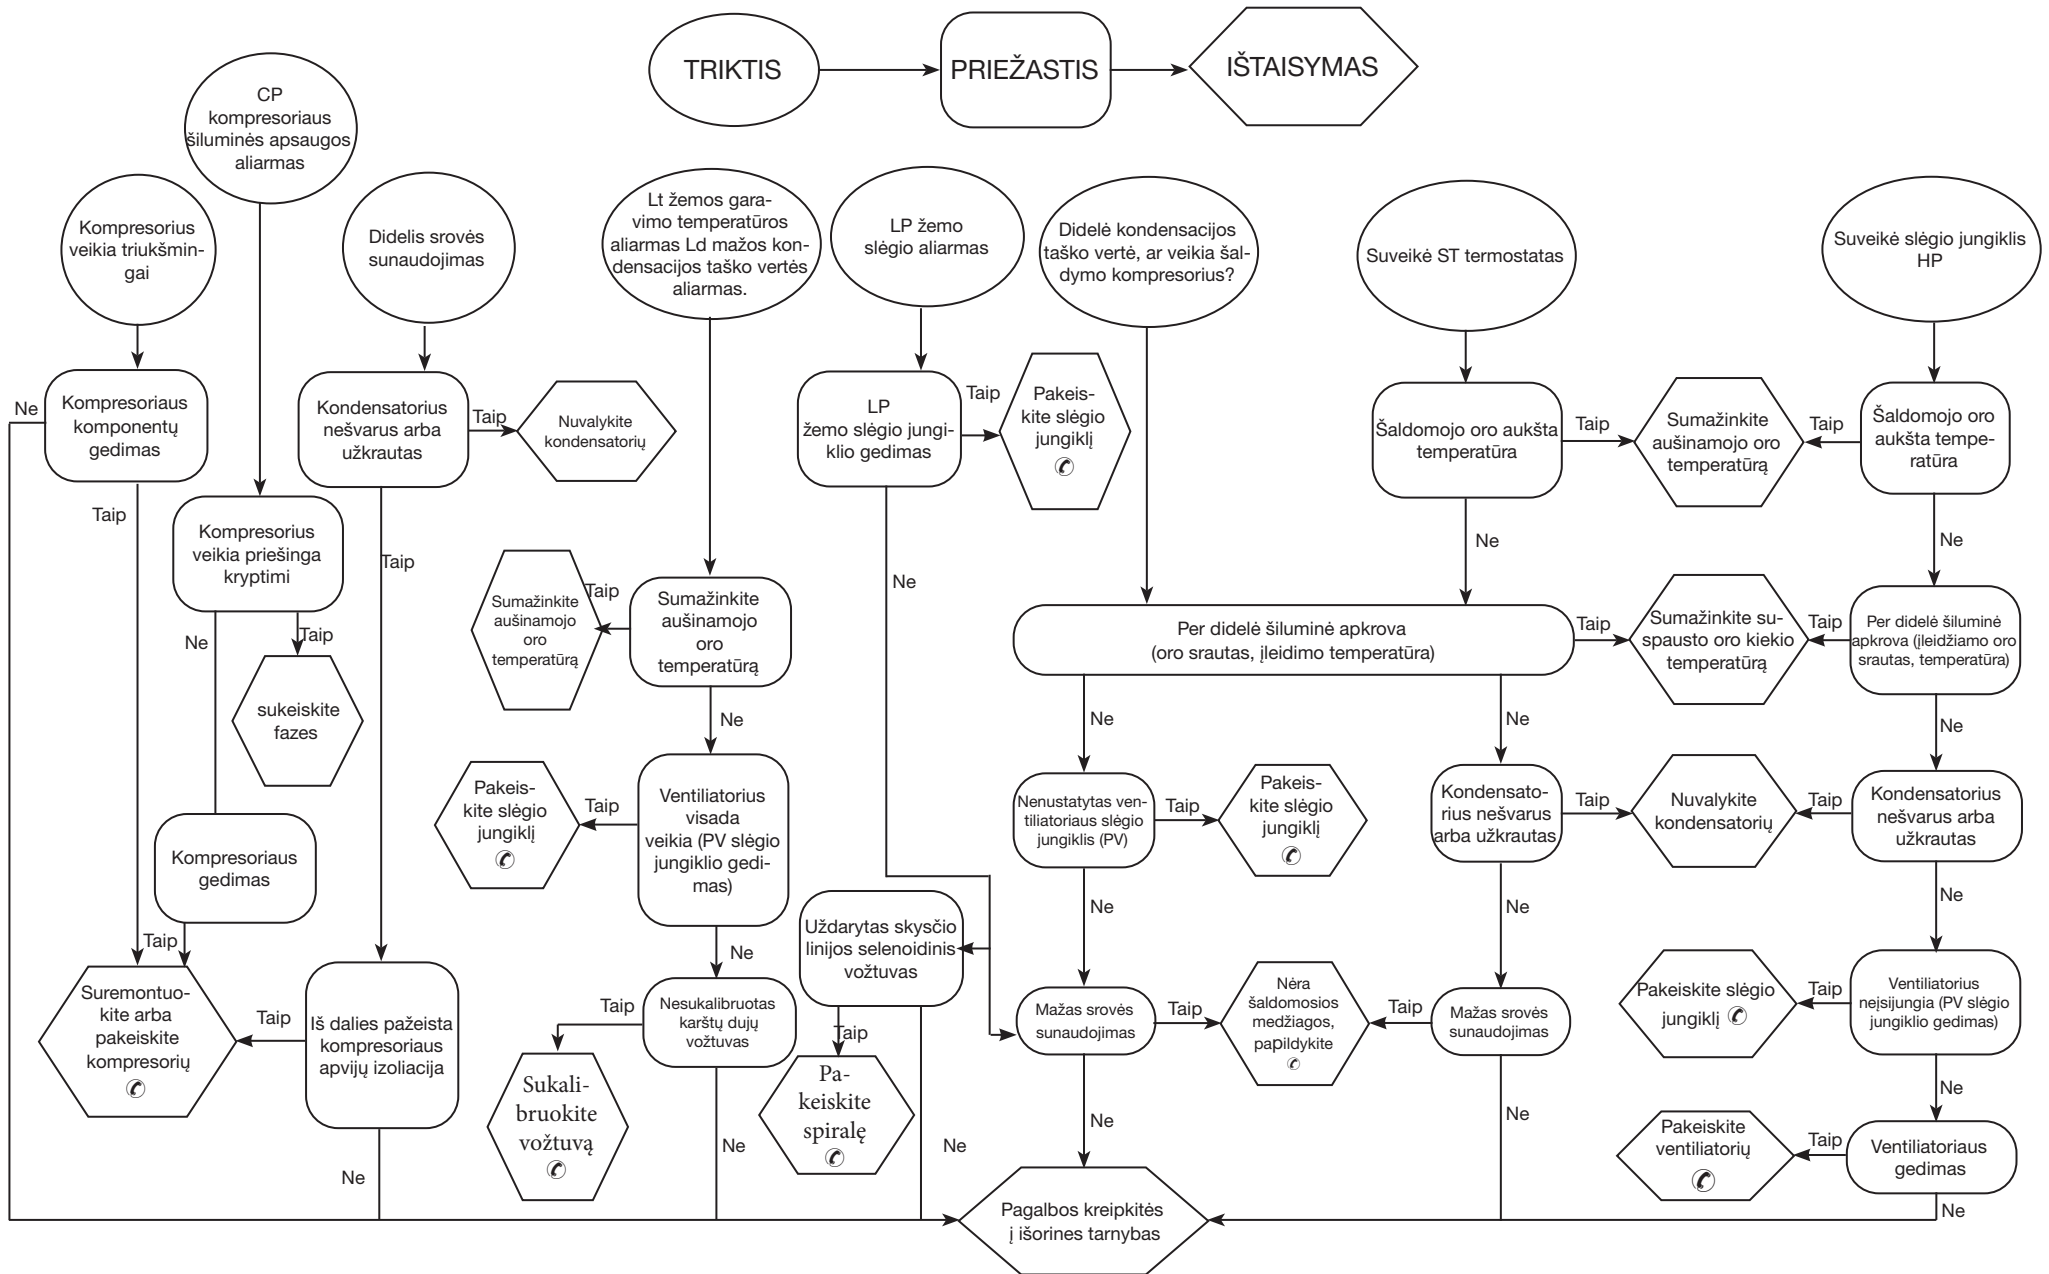 TRIKTIS
PRIEŽASTIS
IŠTAISYMAS
CP
kompresoriaus
šiluminės apsaugos
aliarmas
Kompresorius
veikia triukšmin-
gai
Didelis srovės
sunaudojimas
Lt žemos gara-
vimo temperatūros
aliarmas Ld mažos kon-
densacijos taško vertės
aliarmas.
LP žemo
slėgio aliarmas
Didelė kondensacijos
taško vertė, ar veikia šal-
dymo kompresorius?
Suveikė ST termostatas
Suveikė slėgio jungiklis
HP
Ne
Kompresoriaus
komponentų
gedimas
Kondensatorius
nešvarus arba
užkrautas
Taip
Nuvalykite
kondensatorių
LP
žemo slėgio jungi-
klio gedimas
Taip
Pakeis-
kite slėgio
jungiklį
✆
Šaldomojo oro aukšta
temperatūra
Taip
Sumažinkite
aušinamojo oro
temperatūrą
Taip
Šaldomojo oro
aukšta tempe-
ratūra
Taip
Kompresorius
veikia priešinga
kryptimi
Taip
Ne
Ne
Ne
Ne
Taip
sukeiskite
fazes
Sumažinkite
aušinamojo
oro
temperatūrą
Taip
Sumažinkite
aušinamojo
oro
temperatūrą
Per didelė šiluminė apkrova
(oro srautas, įleidimo temperatūra)
Taip
Sumažinkite su-
spausto oro kiekio
temperatūrą
Taip
Per didelė šiluminė
apkrova (įleidžiamo oro
srautas, temperatūra)
Ne
Ne
Ne
Ne
Pakeis-
kite slėgio
jungiklį
✆
Taip
Ventiliatorius
visada
veikia (PV slėgio
jungiklio gedi-
mas)
Nenustatytas ven-
tiliatoriaus slėgio
jungiklis (PV)
Taip
Pakeis-
kite slėgio
jungiklį
✆
Kondensato-
rius nešvarus
arba užkrautas
Taip
Nuvalykite
kondensatorių
Taip
Kondensatorius
nešvarus arba
užkrautas
Kompresoriaus
gedimas
Ne
Ne
Ne
Taip
Ne
Uždarytas skysčio
linijos selenoidinis
vožtuvas
Suremontuo-
kite arba
pakeiskite
kompresorių
✆
Taip
Iš dalies pažeista
kompresoriaus
apvijų izoliacija
Taip
Nesukalibruotas
karštų dujų
vožtuvas
Taip
Mažas srovės
sunaudojimas
Taip
Nėra
šaldomosios
medžiagos,
papildykite
✆
Taip
Mažas srovės
sunaudojimas
Pakeiskite slėgio
jungiklį ✆
Taip
Ventiliatorius
neįsijungia (PV slėgio
jungiklio gedimas)
Sukali-
bruokite
vožtuvą
✆
Pa-
keiskite
spiralę
✆
Ne
Ne
Ne
Ne
Ne
Ne
Pakeiskite
ventiliatorių
✆
Taip
Ventiliatoriaus
gedimas
Ne
Pagalbos kreipkitės
į išorines tarnybas